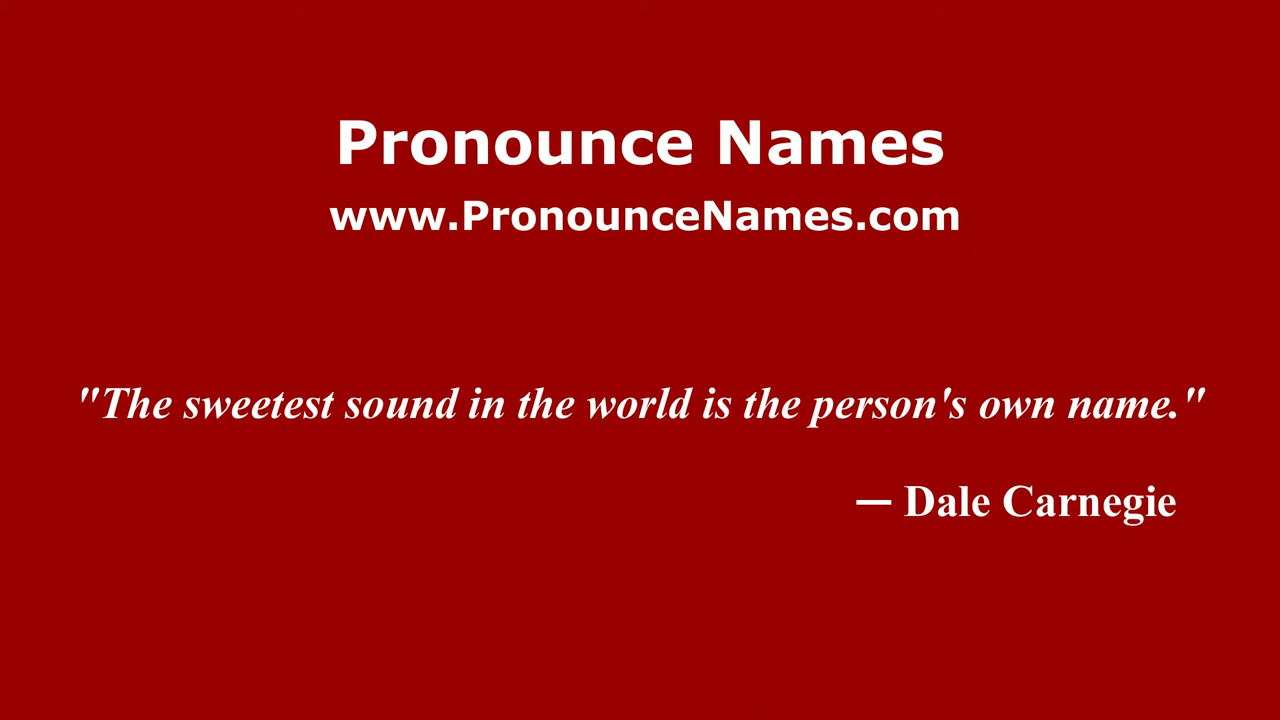 Pronounce Names
www.PronounceNames.com
"The sweetest sound in the world is the person's own name."
— Dale Carnegie